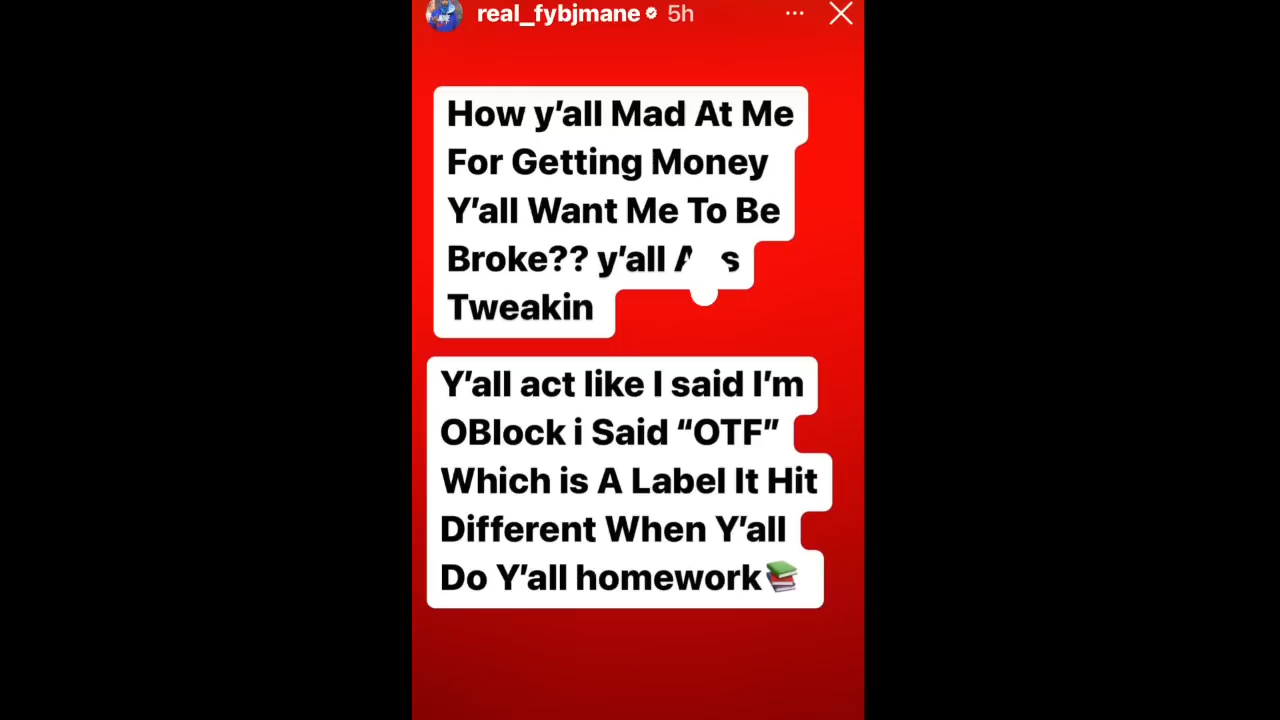 real_fybjmane 5h
How y'all Mad At Me
For Getting Money
Y'all Want Me To Be
Broke?? y'all
Tweakin
Y'all act like I said I'm
OBlock i Said “OTF”
Which is A Label It Hit
Different When Y'all
Do Y'all homework📚